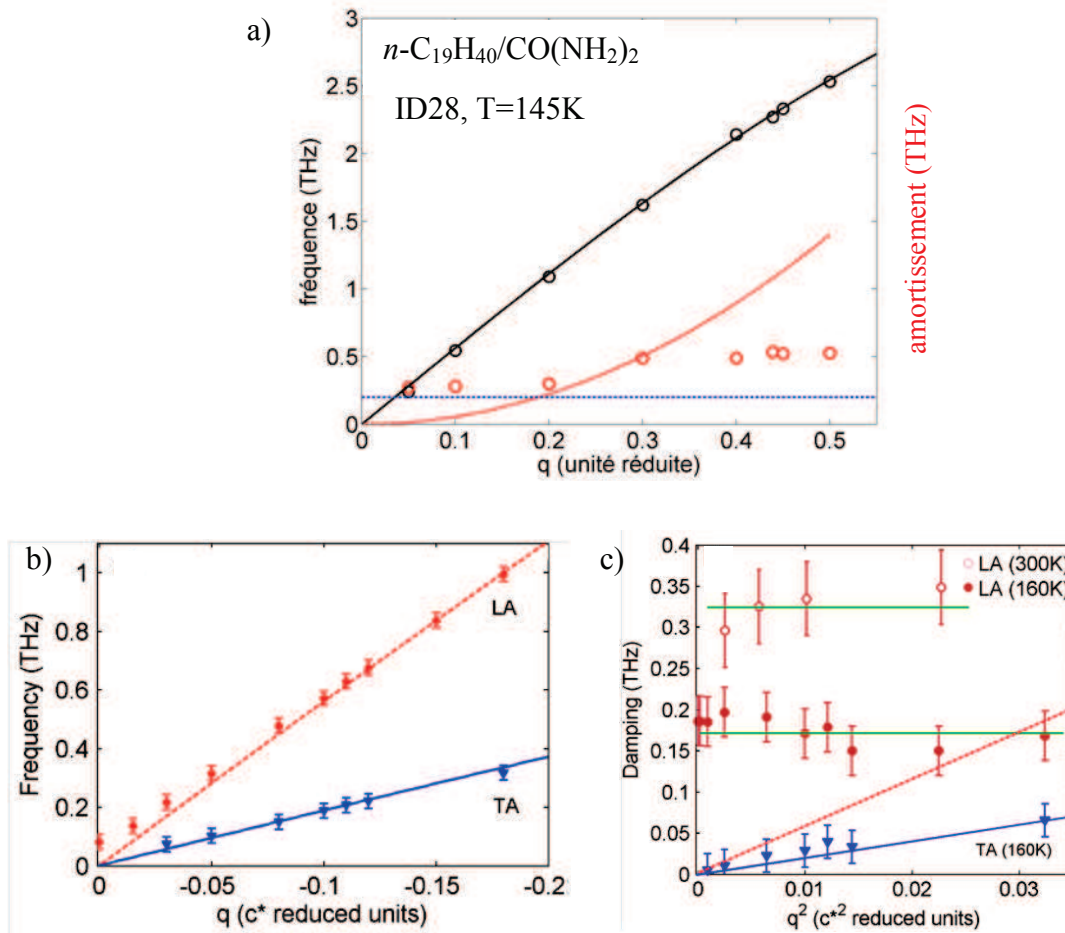 a)
n-C19H40/CO(NH2)2
ID28, T=145K
fréquence (THz)
3
2.5
2
1.5
1
0.5
0
0 0.1 0.2 0.3 0.4 0.5
q (unité réduite)
amortissement (THz)
b)
Frequency (THz)
1
0.8
0.6
0.4
0.2
0
LA
TA
0 -0.05 -0.1 -0.15 -0.2
q (c* reduced units)
c)
Damping (THz)
0.4
0.35
0.3
0.25
0.2
0.15
0.1
0.05
0
LA (300K)
LA (160K)
TA (160K)
0 0.01 0.02 0.03
q² (c*² reduced units)